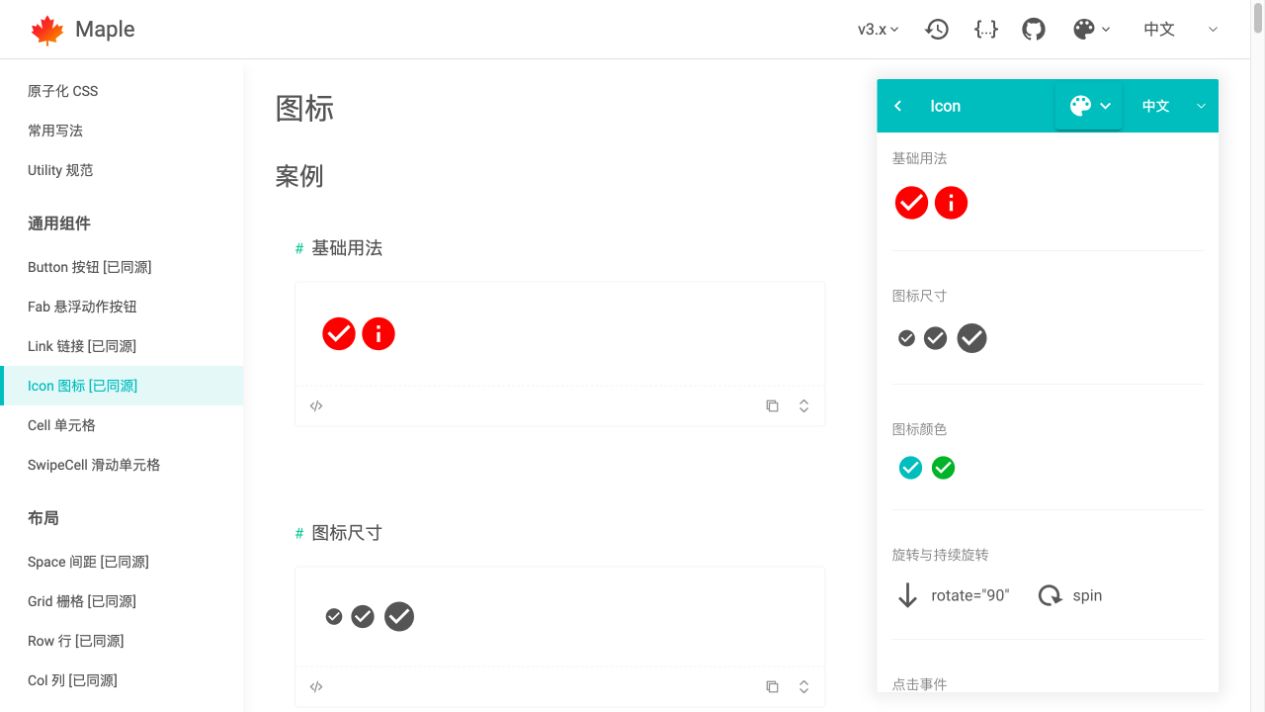 Maple
v3.x
{...}
中文
原子化 CSS
常用写法
Utility 规范
通用组件
Button 按钮 [已同源]
Fab 悬浮动作按钮
Link 链接 [已同源]
Icon 图标 [已同源]
Cell 单元格
SwipeCell 滑动单元格
布局
Space 间距 [已同源]
Grid 栅格 [已同源]
Row 行 [已同源]
Col 列 [已同源]
图标
案例
# 基础用法
# 图标尺寸
Icon
中文
基础用法
图标尺寸
图标颜色
旋转与持续旋转
rotate="90"
spin
点击事件